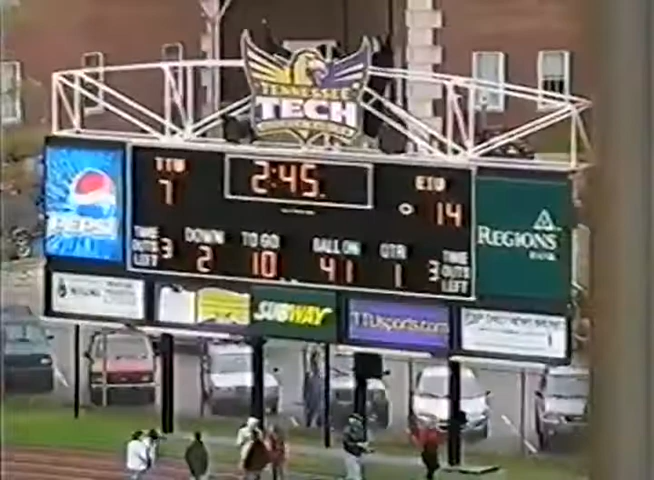 TENNESSEE
TECH
TTU
7
2:45
ETU
14
PEPSI
REGIONS
BANK
TIME
OUTS
LEFT
3
DOWN
2
TO GO
10
BALL ON
41
QTR
1
3
TIME
OUTS
LEFT
SUBWAY
TTUsports.com